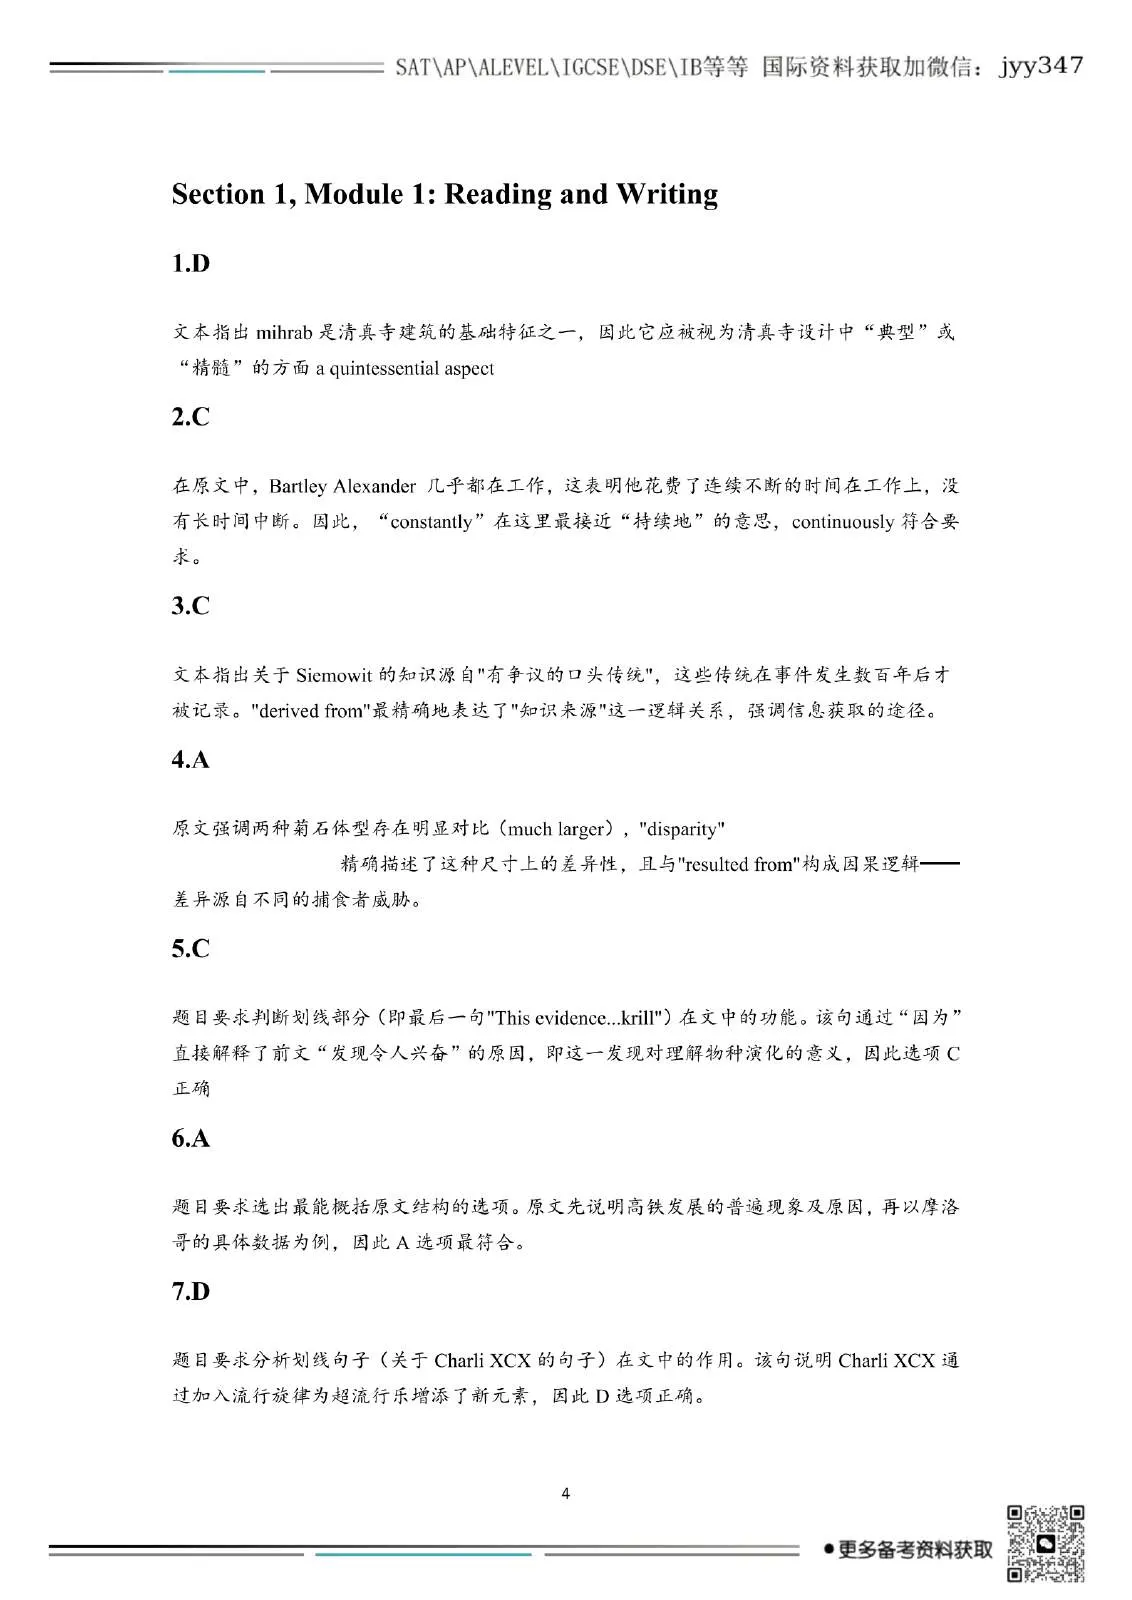 SAT\AP\ALEVEL\IGCSE\DSE\IB等等 国际资料获取加微信：jyy347
Section 1, Module 1: Reading and Writing
1.D
文本指出 mihrab 是清真寺建筑的基础特征之一，因此它应被视为清真寺设计中“典型”或
“精髓”的方面 a quintessential aspect
2.C
在原文中，Bartley Alexander 几乎都在工作，这表明他花费了连续不断的时间在工作上，没
有长时间中断。因此，“constantly”在这里最接近“持续地”的意思，continuously 符合要
求。
3.C
文本指出关于 Siemowit 的知识源自"有争议的口头传统"，这些传统在事件发生数百年后才
被记录。"derived from"最精确地表达了"知识来源"这一逻辑关系，强调信息获取的途径。
4.A
原文强调两种菊石体型存在明显对比（much larger），"disparity"
精确描述了这种尺寸上的差异性，且与"resulted from"构成因果逻辑——
差异源自不同的捕食者威胁。
5.C
题目要求判断划线部分（即最后一句"This evidence...krill"）在文中的功能。该句通过“因为”
直接解释了前文“发现令人兴奋”的原因，即这一发现对理解物种演化的意义，因此选项 C
正确
6.A
题目要求选出最能概括原文结构的选项。原文先说明高铁发展的普遍现象及原因，再以摩洛
哥的具体数据为例，因此 A 选项最符合。
7.D
题目要求分析划线句子（关于 Charli XCX 的句子）在文中的作用。该句说明 Charli XCX 通
过加入流行旋律为超流行乐增添了新元素，因此 D 选项正确。
4
●更多备考资料获取